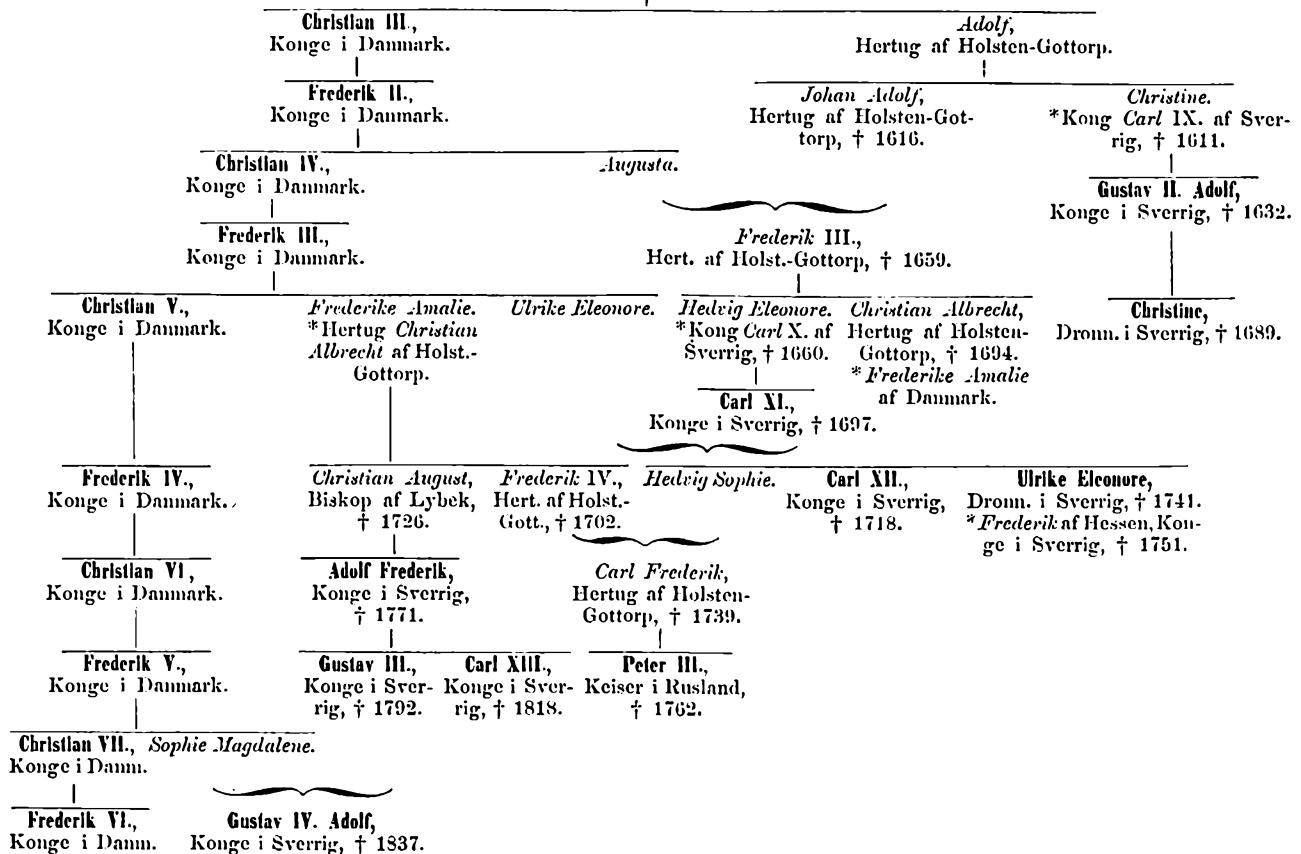 Christian III.,
Konge i Danmark.
Adolf,
Hertug af Holsten-Gottorp.
Frederik II.,
Konge i Danmark.
Johan Adolf,
Hertug af Holsten-Got-
torp, † 1616.
Christine.
*Kong Carl IX. af Sver-
rig, † 1611.
Christian IV.,
Konge i Danmark.
Augusta.
Gustav II. Adolf,
Konge i Sverrig, † 1632.
Frederik III.,
Konge i Danmark.
Frederik III.,
Hert. af Holst.-Gottorp, † 1659.
Christian V.,
Konge i Danmark.
Frederike Amalie.
*Hertug Christian
Albrecht af Holst.-
Gottorp.
Ulrike Eleonore.
Hedvig Eleonore.
*Kong Carl X. af
Sverrig, † 1660.
Christian Albrecht,
Hertug af Holsten-
Gottorp, † 1694.
*Frederike Amalie
af Danmark.
Christine,
Dronn. i Sverrig, † 1689.
Carl XI.,
Konge i Sverrig, † 1697.
Frederik IV.,
Konge i Danmark.
Christian August,
Biskop af Lybek,
† 1726.
Frederik IV.,
Hert. af Holst.-
Gott., † 1702.
Hedvig Sophie.
Carl XII.,
Konge i Sverrig,
† 1718.
Ulrike Eleonore,
Dronn. i Sverrig, † 1741.
*Frederik af Hessen, Kon-
ge i Sverrig, † 1751.
Christian VI,
Konge i Danmark.
Adolf Frederik,
Konge i Sverrig,
† 1771.
Carl Frederik,
Hertug af Holsten-
Gottorp, † 1739.
Frederik V.,
Konge i Danmark.
Gustav III.,
Konge i Sver-
rig, † 1792.
Carl XIII.,
Konge i Sver-
rig, † 1818.
Peter III.,
Keiser i Rusland,
† 1762.
Christian VII.,
Konge i Danm.
Sophie Magdalene.
Frederik VI.,
Konge i Danm.
Gustav IV. Adolf,
Konge i Sverrig, † 1837.